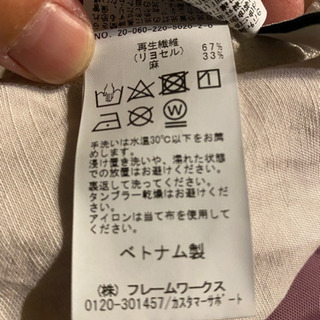 NO. 20-060-220-5020-2-0
再生繊維 67%
(リヨセル) 33%
麻
手洗いは水温30℃以下をお薦
めします。
浸け置き洗いや、濡れた状態
での放置はお避けください。
裏返して洗ってください。
タンブラー乾燥はお避けくださ
い。
アイロンは当て布を使用して
ください。
ベトナム製
(株) フレームワークス
0120-301457/カスタマーサポート